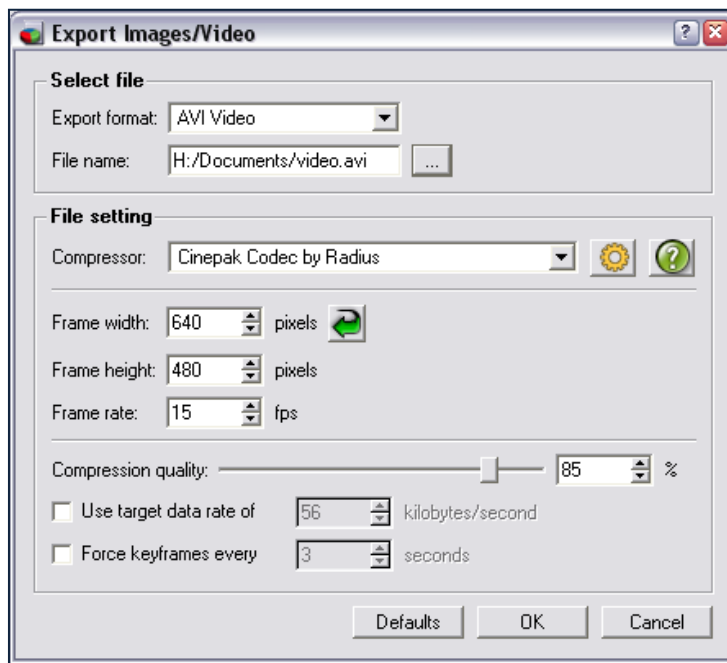 Export Images/Video
Select file
Export format: AVI Video
File name: H:/Documents/video.avi ...
File setting
Compressor: Cinepak Codec by Radius
Frame width: 640 pixels
Frame height: 480 pixels
Frame rate: 15 fps
Compression quality: 85 %
Use target data rate of 56 kilobytes/second
Force keyframes every 3 seconds
Defaults OK Cancel